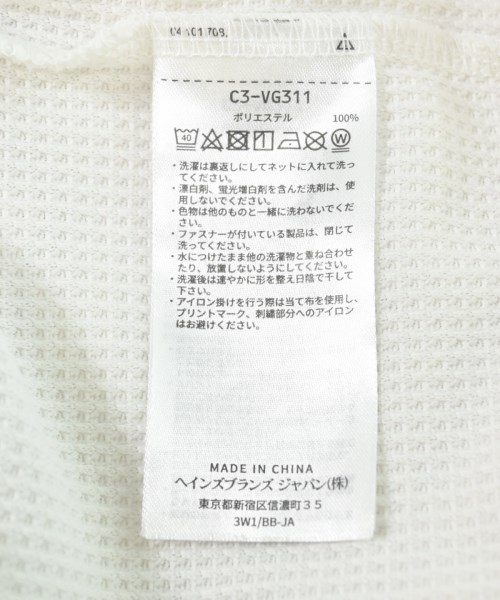 C3-VG311
ポリエステル 100%
40
・洗濯は裏返しにしてネットに入れて洗っ
てください。
・漂白剤、蛍光増白剤を含んだ洗剤は、使
用しないでください。
・色物は他のものと一緒に洗わないでくだ
さい。
・ファスナーが付いている製品は、閉じて
洗ってください。
・水につけたまま他の洗濯物と重ね合わせ
たり、放置しないようにしてください。
・洗濯後は速やかに形を整え日陰で干して
下さい。
・アイロン掛けを行う際は当て布を使用し、
プリントマーク、刺繍部分へのアイロン
はお避けください。
MADE IN CHINA
ヘインズブランズ ジャパン(株)
東京都新宿区信濃町35
3W1/BB-JA